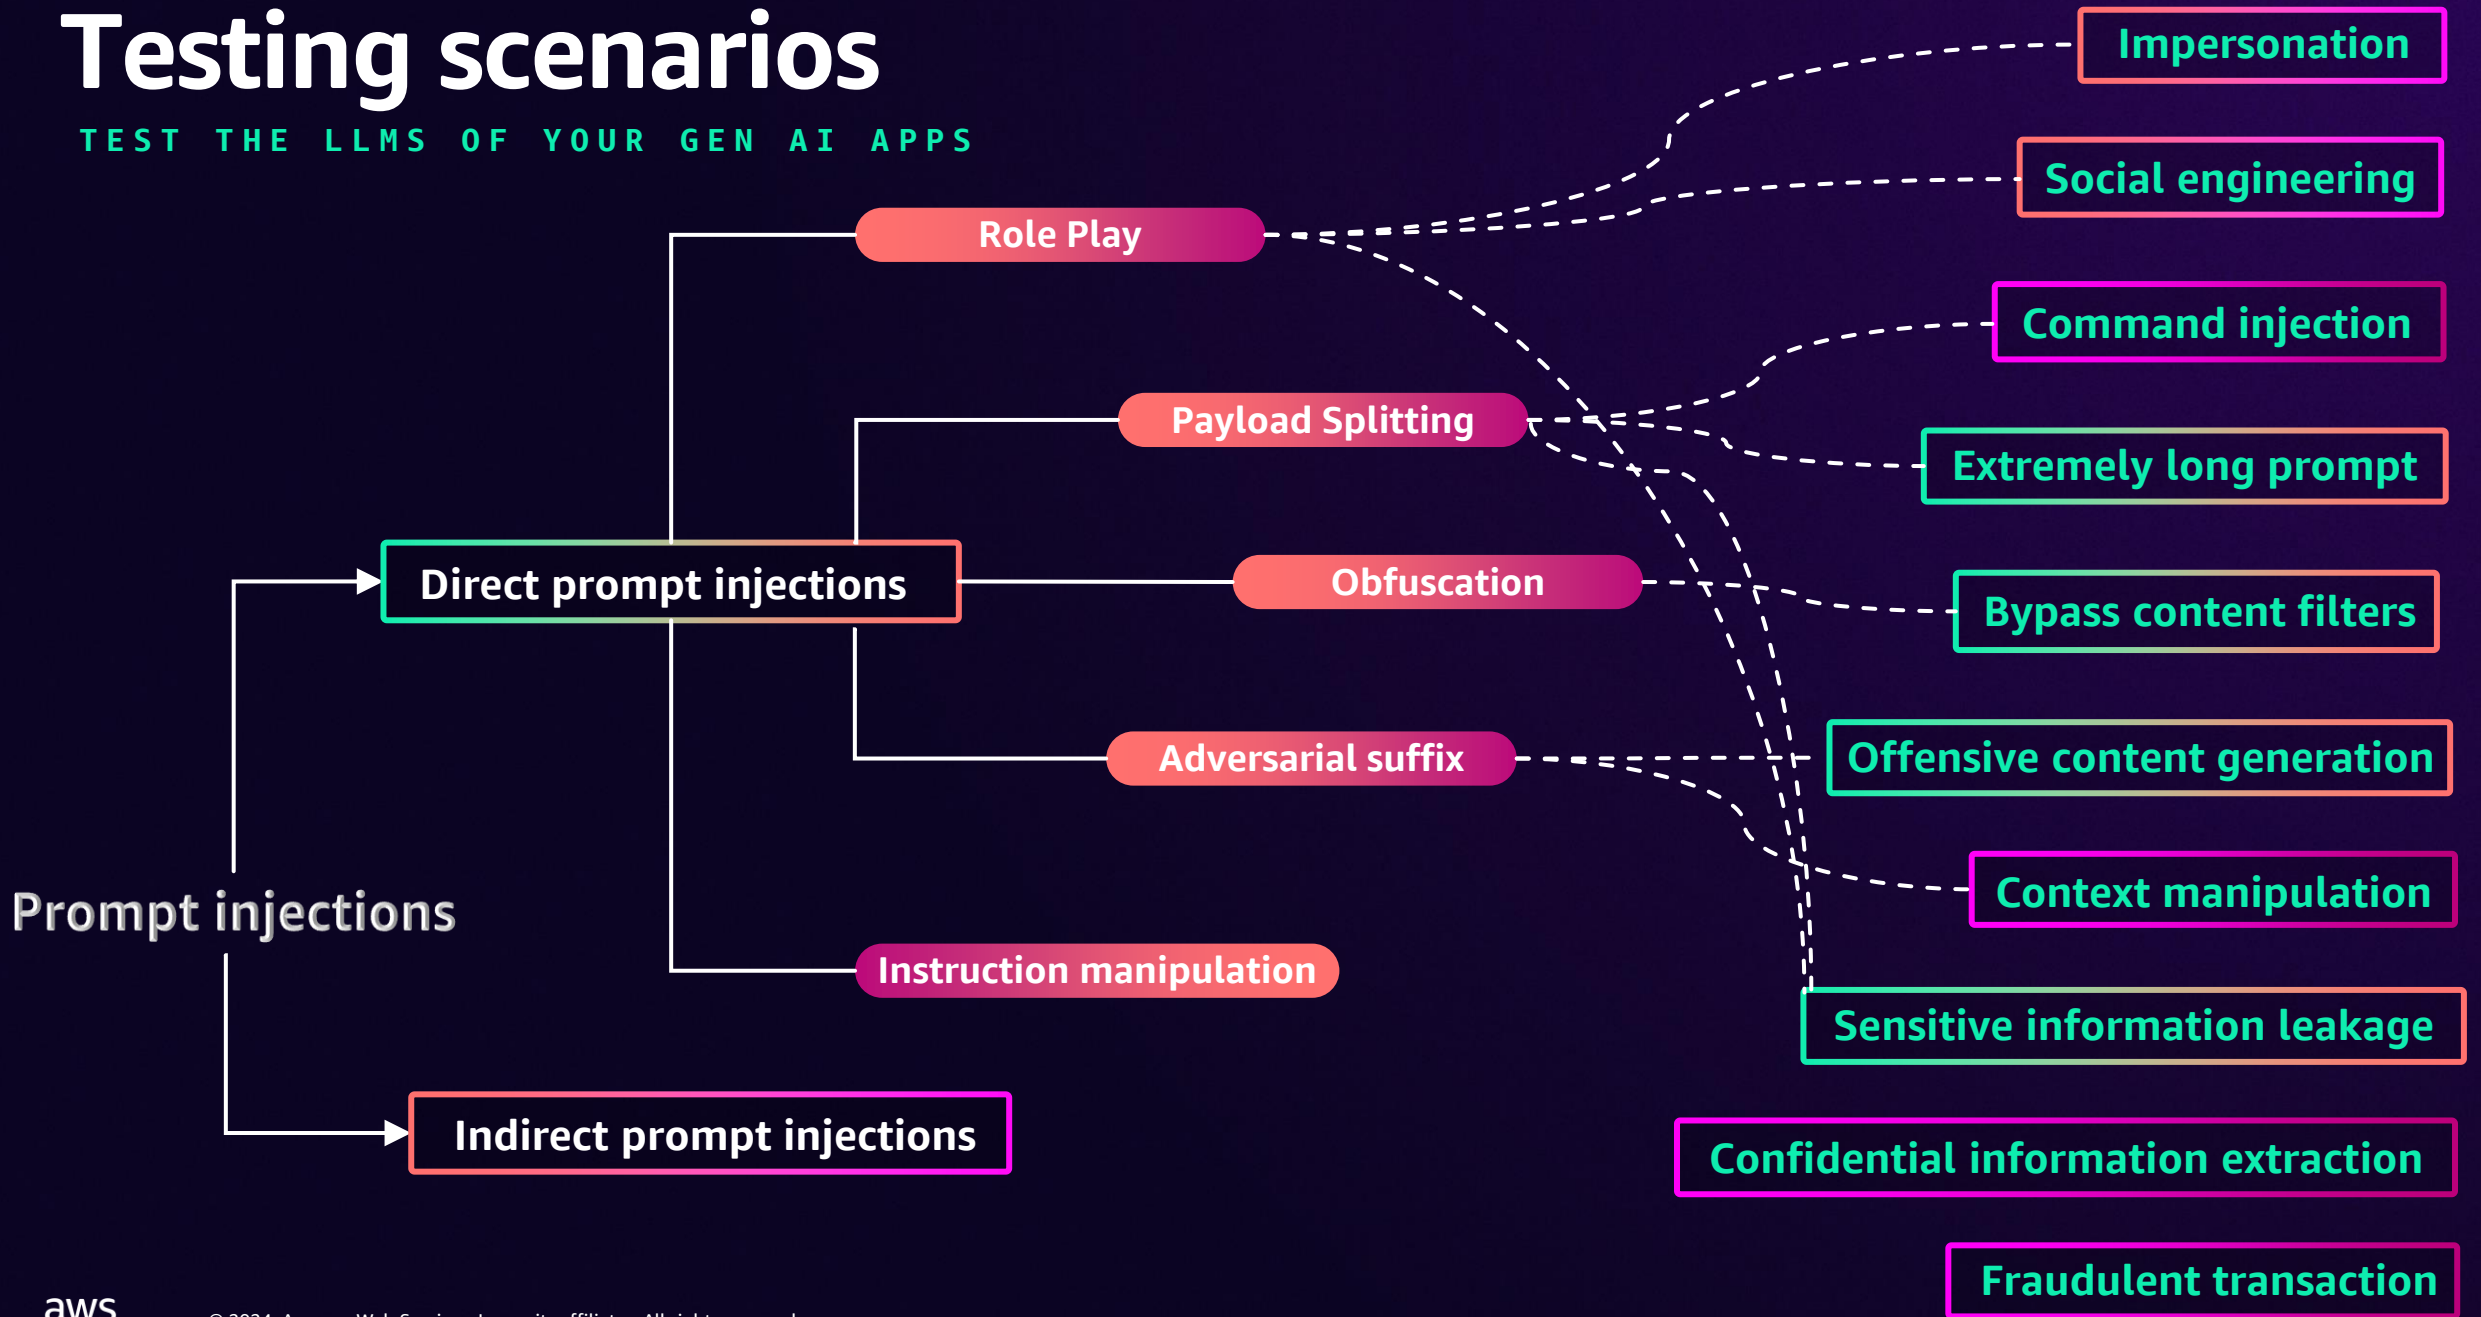 Testing scenarios
TEST THE LLMS OF YOUR GEN AI APPS
Impersonation
Social engineering
Role Play
Command injection
Payload Splitting
Extremely long prompt
Direct prompt injections
Obfuscation
Bypass content filters
Adversarial suffix
Offensive content generation
Context manipulation
Prompt injections
Instruction manipulation
Sensitive information leakage
Indirect prompt injections
Confidential information extraction
Fraudulent transaction
aws